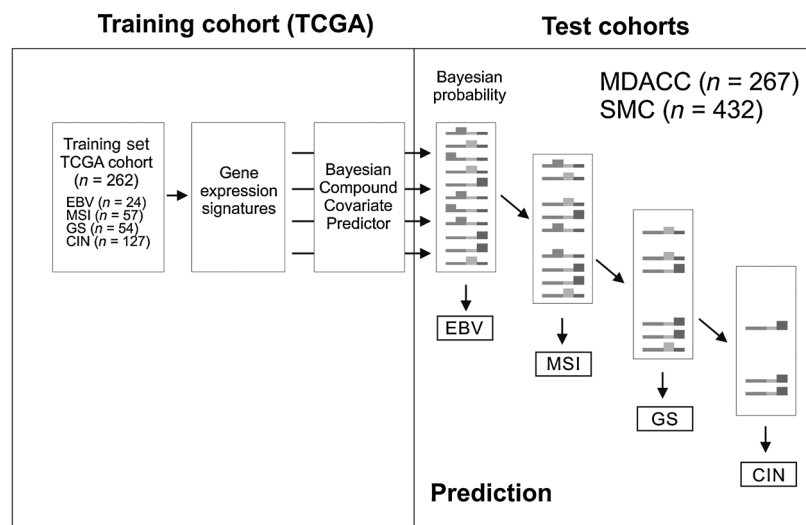 Training cohort (TCGA)
Test cohorts
Training set
TCGA cohort
(n = 262)
EBV (n = 24)
MSI (n = 57)
GS (n = 54)
CIN (n = 127)
Gene
expression
signatures
Bayesian
Compound
Covariate
Predictor
Bayesian
probability
MDACC (n = 267)
SMC (n = 432)
EBV
MSI
GS
CIN
Prediction